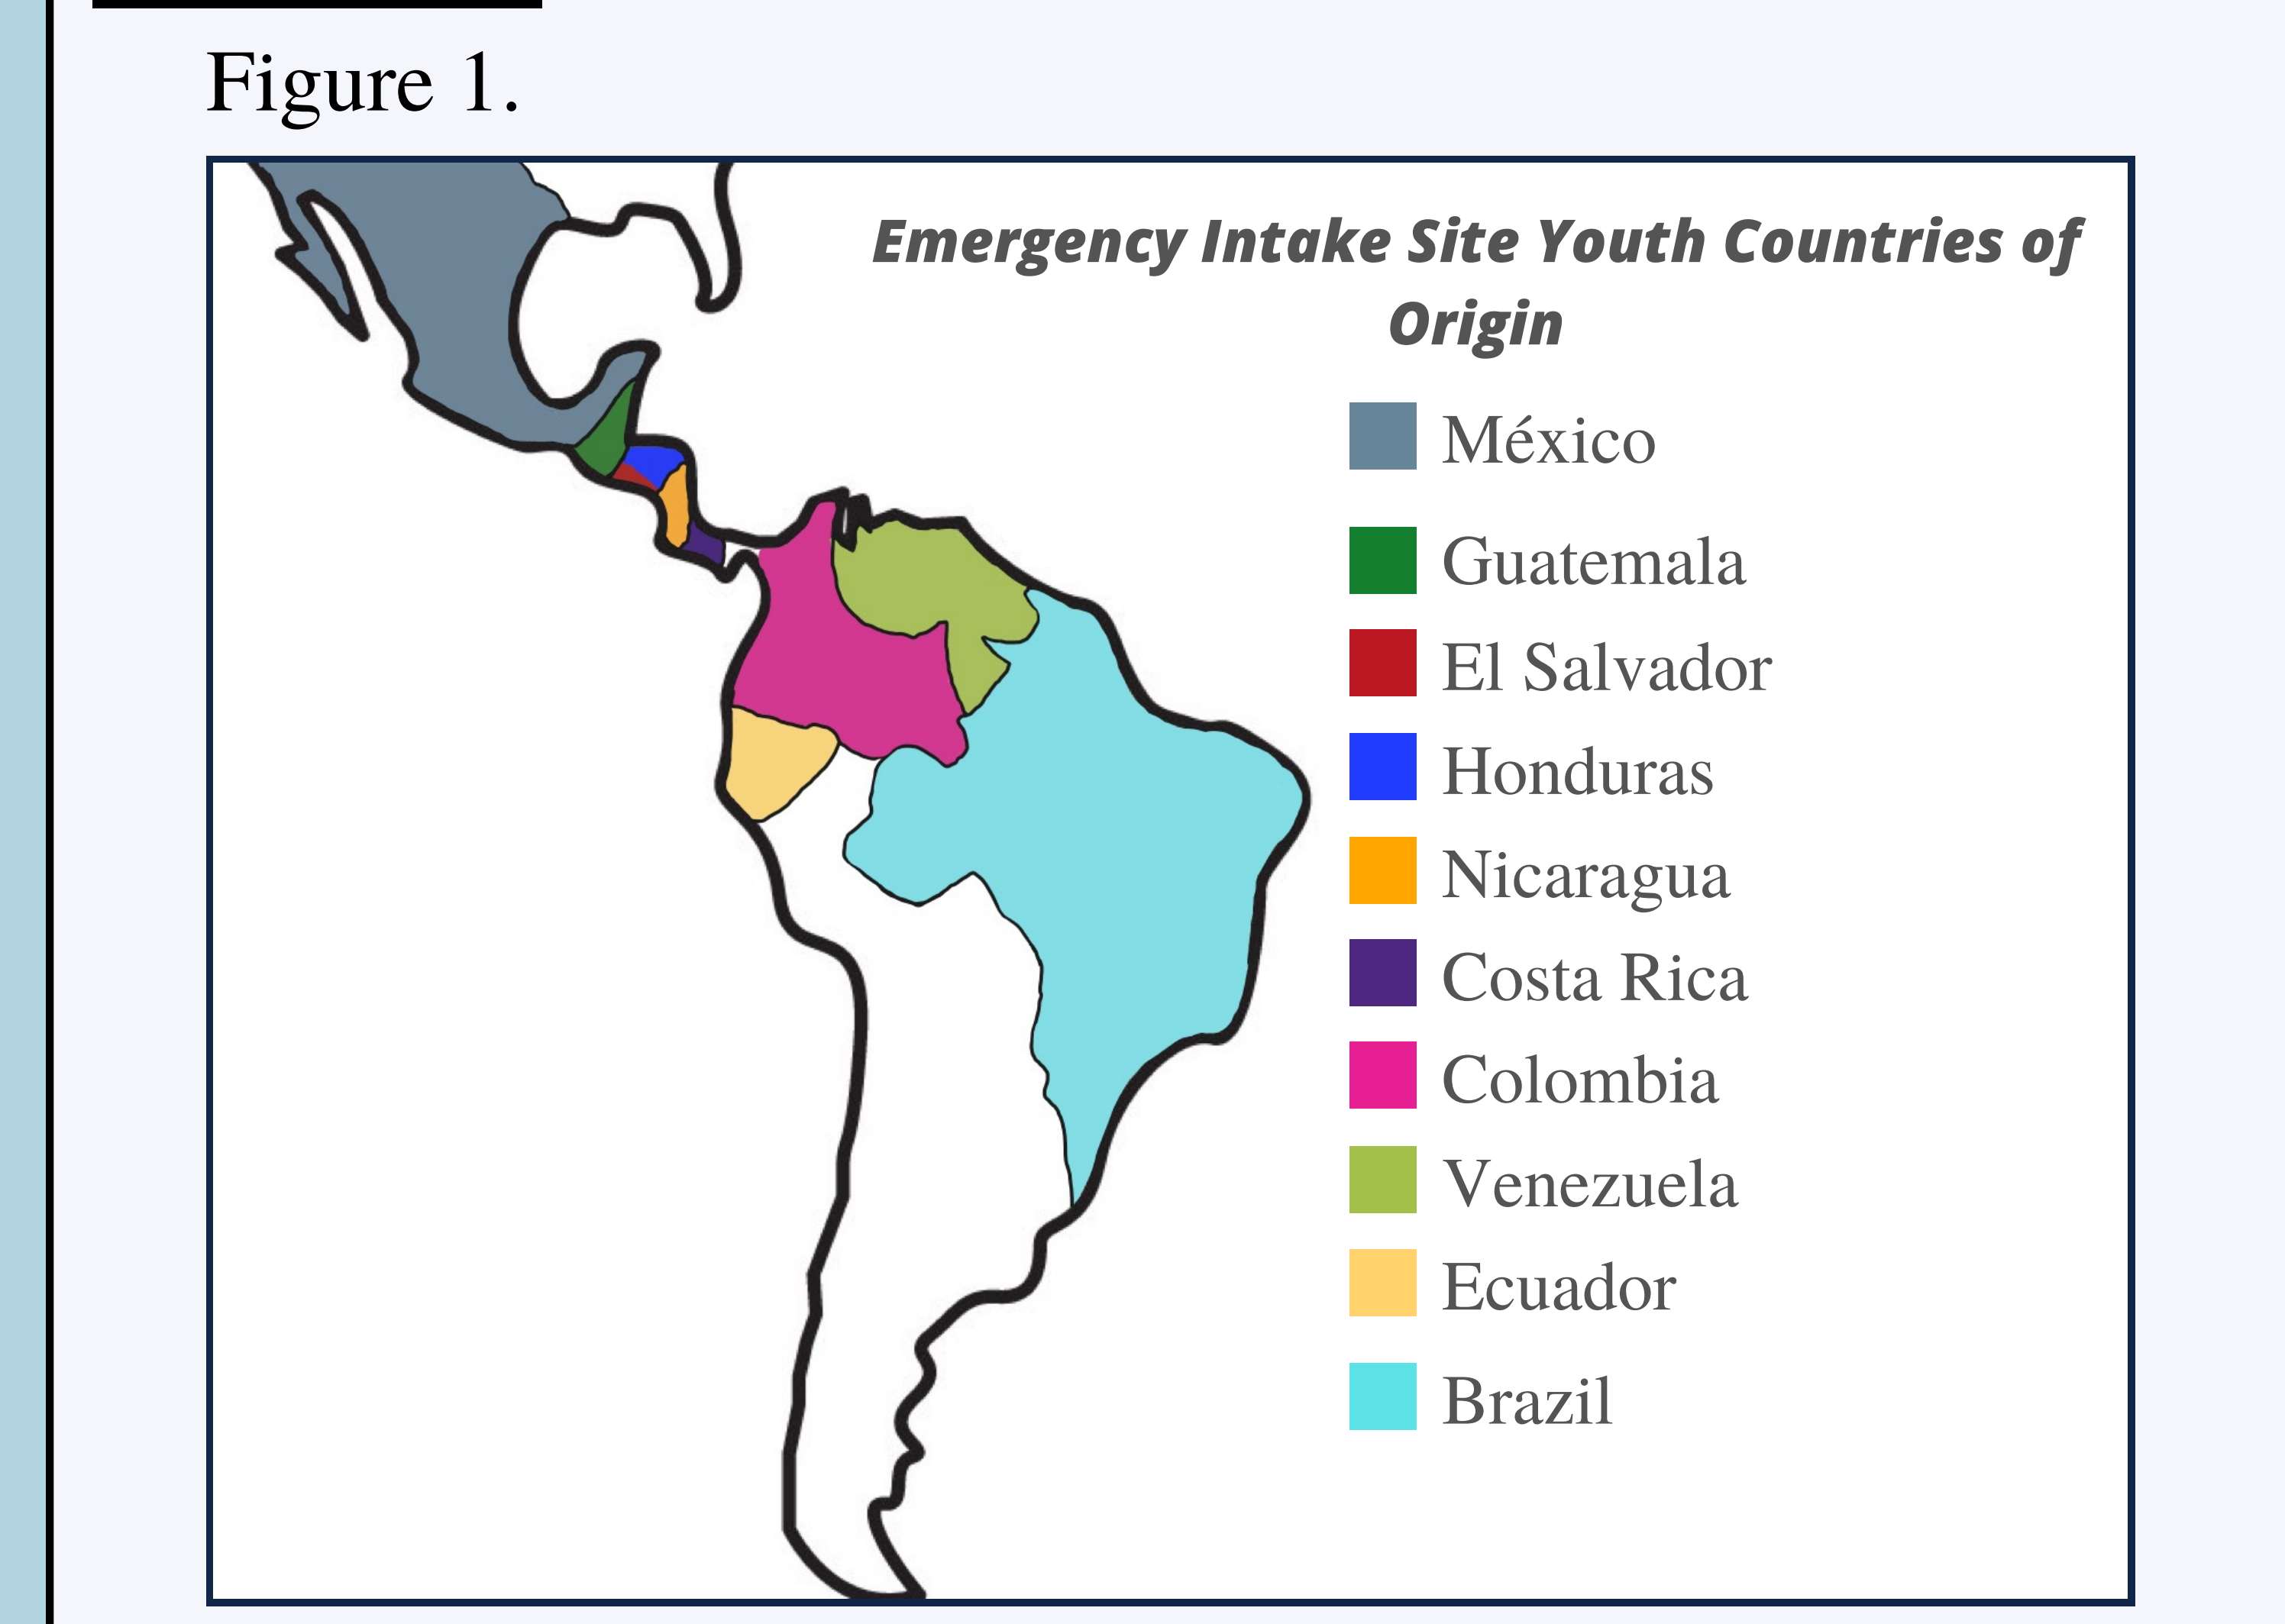 Figure 1.
Emergency Intake Site Youth Countries of
Origin
México
Guatemala
El Salvador
Honduras
Nicaragua
Costa Rica
Colombia
Venezuela
Ecuador
Brazil